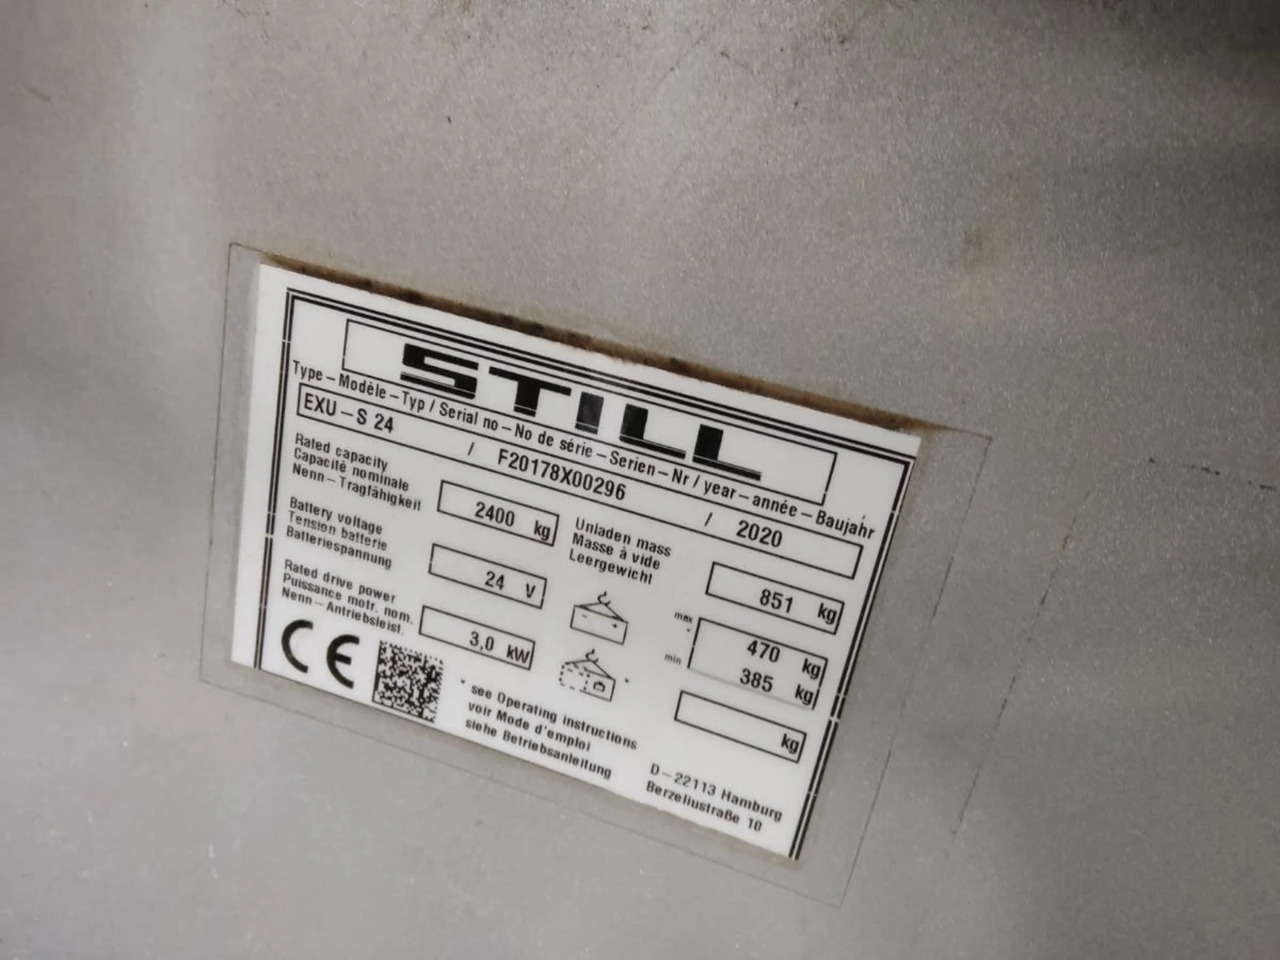 STILL
Type – Modèle – Typ / Serial no – No de série – Serien – Nr / year – année – Baujahr
EXU – S 24 / F20178X00296 / 2020
Rated capacity
Capacité nominale
Nenn – Tragfähigkeit
2400 kg
Unladen mass
Masse à vide
Leergewicht
851 kg
Battery voltage
Tension batterie
Batteriespannung
24 V
max
*
470 kg
min
385 kg
Rated drive power
Puissance motr. nom.
Nenn – Antriebsleist.
3,0 kW
*
kg
CE
* see Operating instructions
voir Mode d'emploi
siehe Betriebsanleitung
D – 22113 Hamburg
Berzeliustraße 10